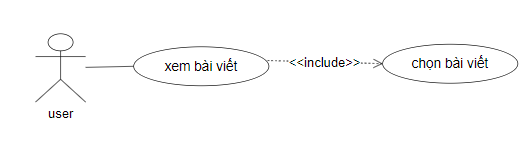 xem bài viết
<<include>>
chọn bài viết
user